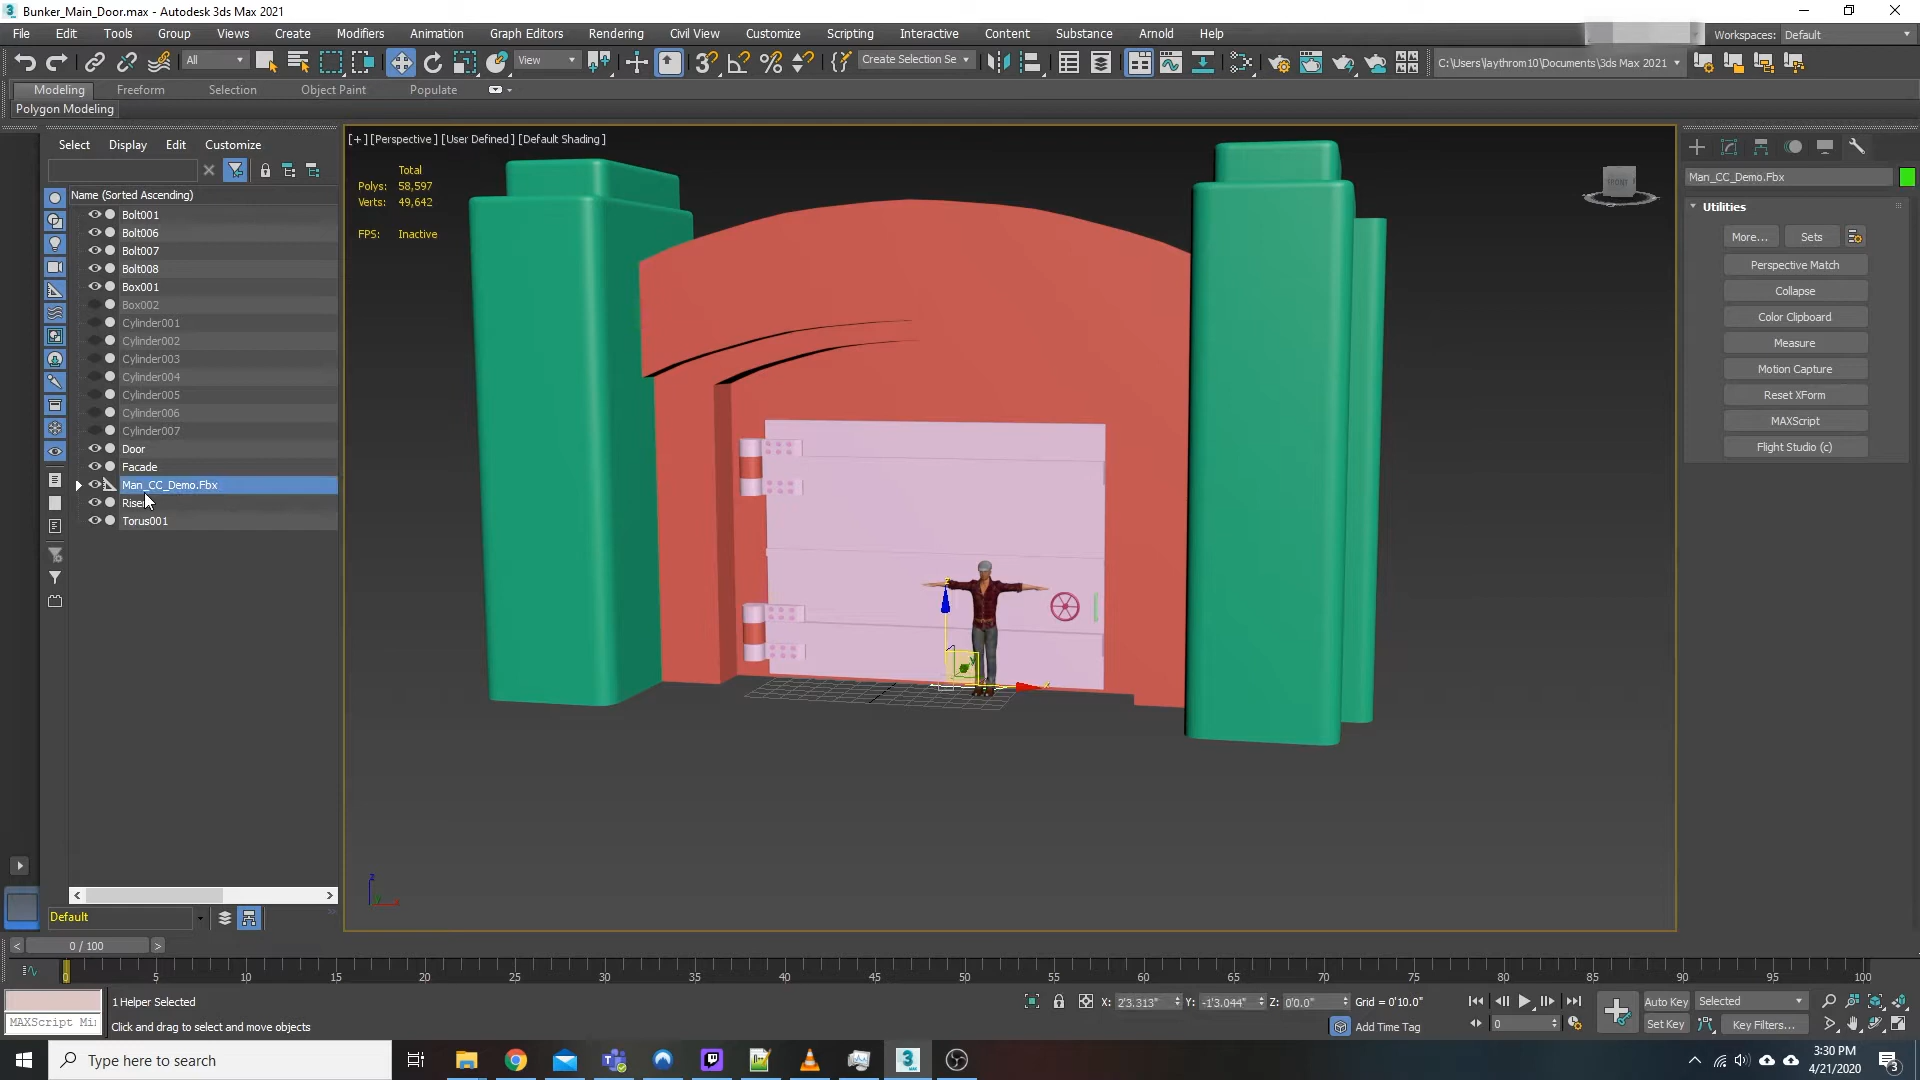 Bunker_Main_Door.max - Autodesk 3ds Max 2021
File Edit Tools Group Views Create Modifiers Animation Graph Editors Rendering Civil View Customize Scripting Interactive Content Substance Arnold Help
Workspaces: Default
All View Create Selection Se C:\Users\laythrom10\Documents\3ds Max 2021
Modeling Freeform Selection Object Paint Populate
Polygon Modeling
Select Display Edit Customize
Name (Sorted Ascending)
Bolt001
Bolt006
Bolt007
Bolt008
Box001
Box002
Cylinder001
Cylinder002
Cylinder003
Cylinder004
Cylinder005
Cylinder006
Cylinder007
Door
Facade
Man_CC_Demo.Fbx
Torus001
Default
[+] [Perspective] [User Defined] [Default Shading]
Total
Polys: 58,597
Verts: 49,642
FPS: Inactive
FRONT
Man_CC_Demo.Fbx
Utilities
More... Sets
Perspective Match
Collapse
Color Clipboard
Measure
Motion Capture
Reset XForm
MAXScript
Flight Studio (c)
0 / 100
0 5 10 15 20 25 30 35 40 45 50 55 60 65 70 75 80 85 90 95 100
1 Helper Selected
X: 2'3.313" Y: -1'3.044" Z: 0'0.0" Grid = 0'10.0"
Auto Key Selected
MAXScript Mi
Click and drag to select and move objects
Add Time Tag
0
Set Key Key Filters...
Type here to search
3:30 PM
4/21/2020
3